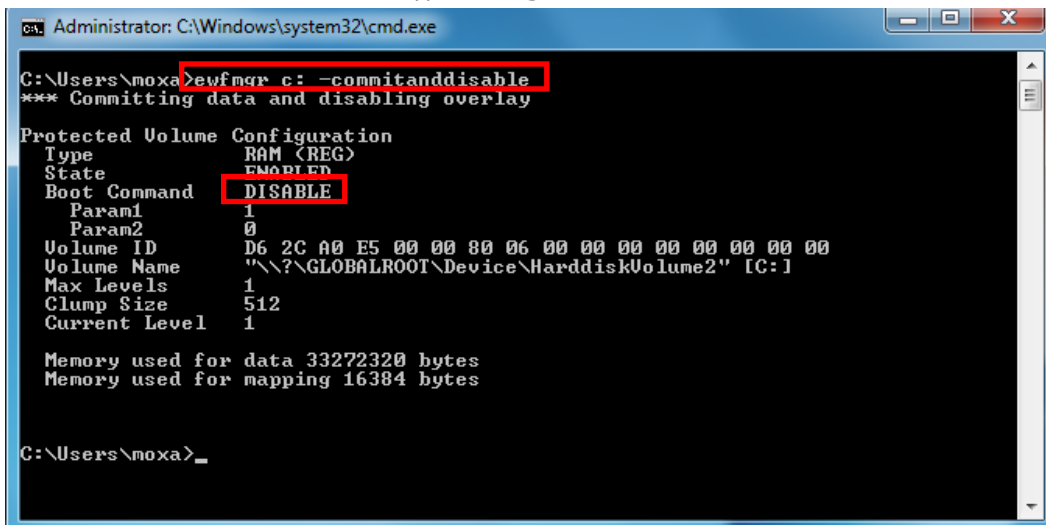 Administrator: C:\Windows\system32\cmd.exe
C:\Users\moxa>ewfmgr c: -commitanddisable
*** Committing data and disabling overlay
Protected Volume Configuration
Type RAM (REG)
State ENABLED
Boot Command DISABLE
Param1 1
Param2 0
Volume ID D6 2C A0 E5 00 00 80 06 00 00 00 00 00 00 00 00
Volume Name "\\?\GLOBALROOT\Device\HarddiskVolume2" [C:]
Max Levels 1
Clump Size 512
Current Level 1
Memory used for data 33272320 bytes
Memory used for mapping 16384 bytes
C:\Users\moxa>_